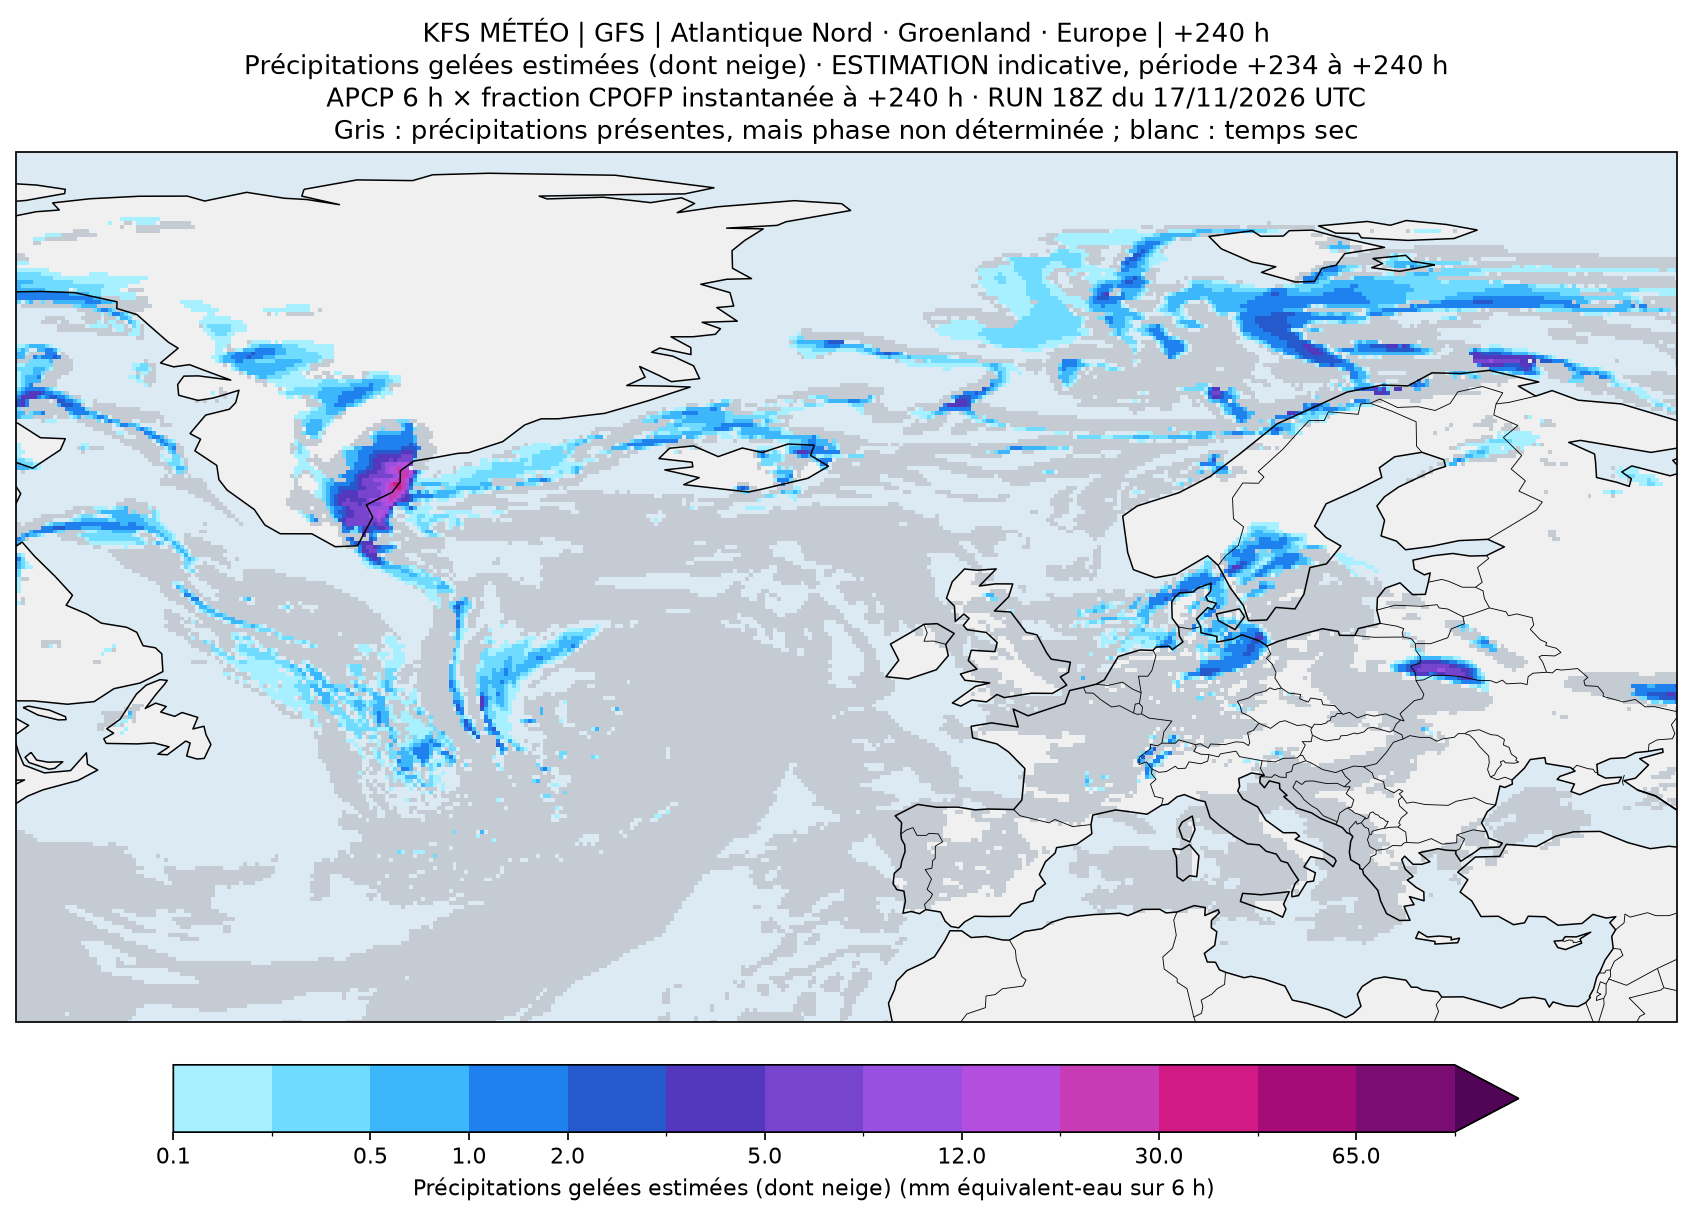 KFS MÉTÉO | GFS | Atlantique Nord · Groenland · Europe | +240 h
Précipitations gelées estimées (dont neige) · ESTIMATION indicative, période +234 à +240 h
APCP 6 h × fraction CPOFP instantanée à +240 h · RUN 18Z du 17/11/2026 UTC
Gris : précipitations présentes, mais phase non déterminée ; blanc : temps sec
0.1 0.5 1.0 2.0 5.0 12.0 30.0 65.0
Précipitations gelées estimées (dont neige) (mm équivalent-eau sur 6 h)